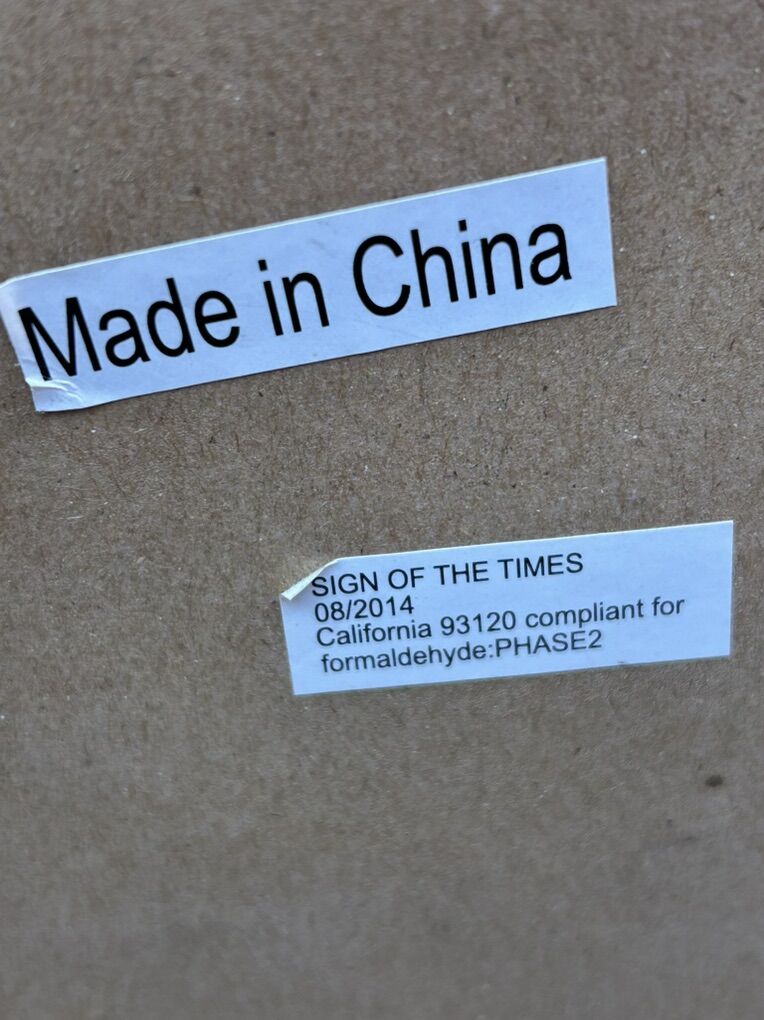 Made in China
SIGN OF THE TIMES
08/2014
California 93120 compliant for
formaldehyde:PHASE2